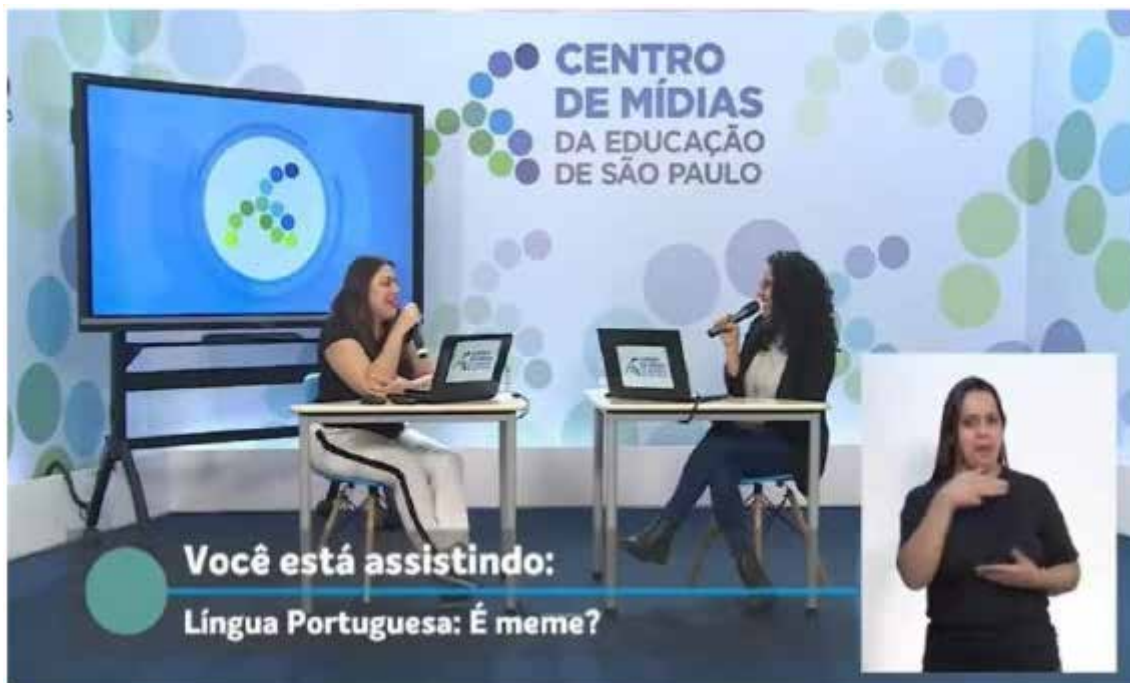 CENTRO
DE MÍDIAS
DA EDUCAÇÃO
DE SÃO PAULO
Você está assistindo:
Língua Portuguesa: É meme?